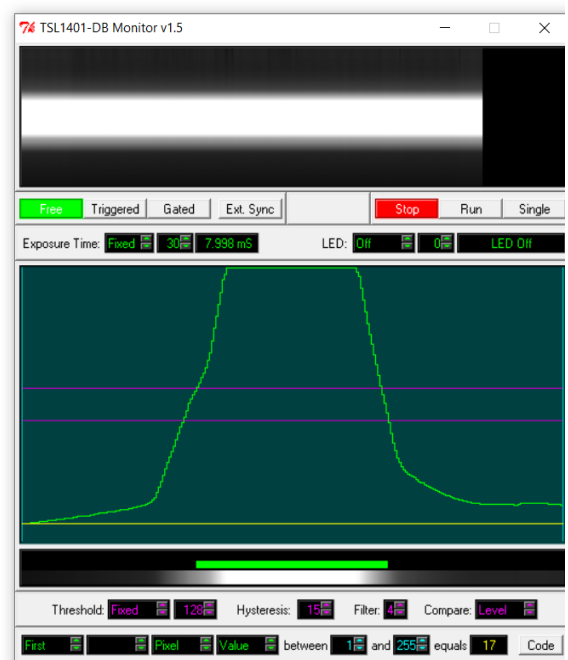 TSL1401-DB Monitor v1.5
Free Triggered Gated Ext. Sync Stop Run Single
Exposure Time: Fixed 30 7.998 mS LED: Off 0 LED Off
Threshold: Fixed 128 Hysteresis: 15 Filter: 4 Compare: Level
First Pixel Value between 1 and 255 equals 17 Code